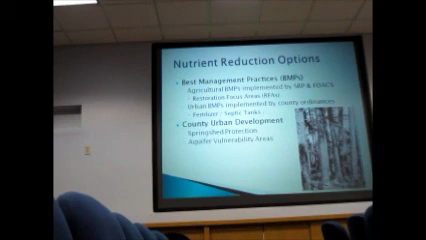 Nutrient Reduction Options
Best Management Practices (BMPs)
Agricultural BMPs implemented by SRP & FDACS
- Restoration Focus Areas (RFAs)
Urban BMPs implemented by county ordinances
- Fertilizer / Septic Tanks /
County Urban Development
Springshed Protection
Aquifer Vulnerability Areas